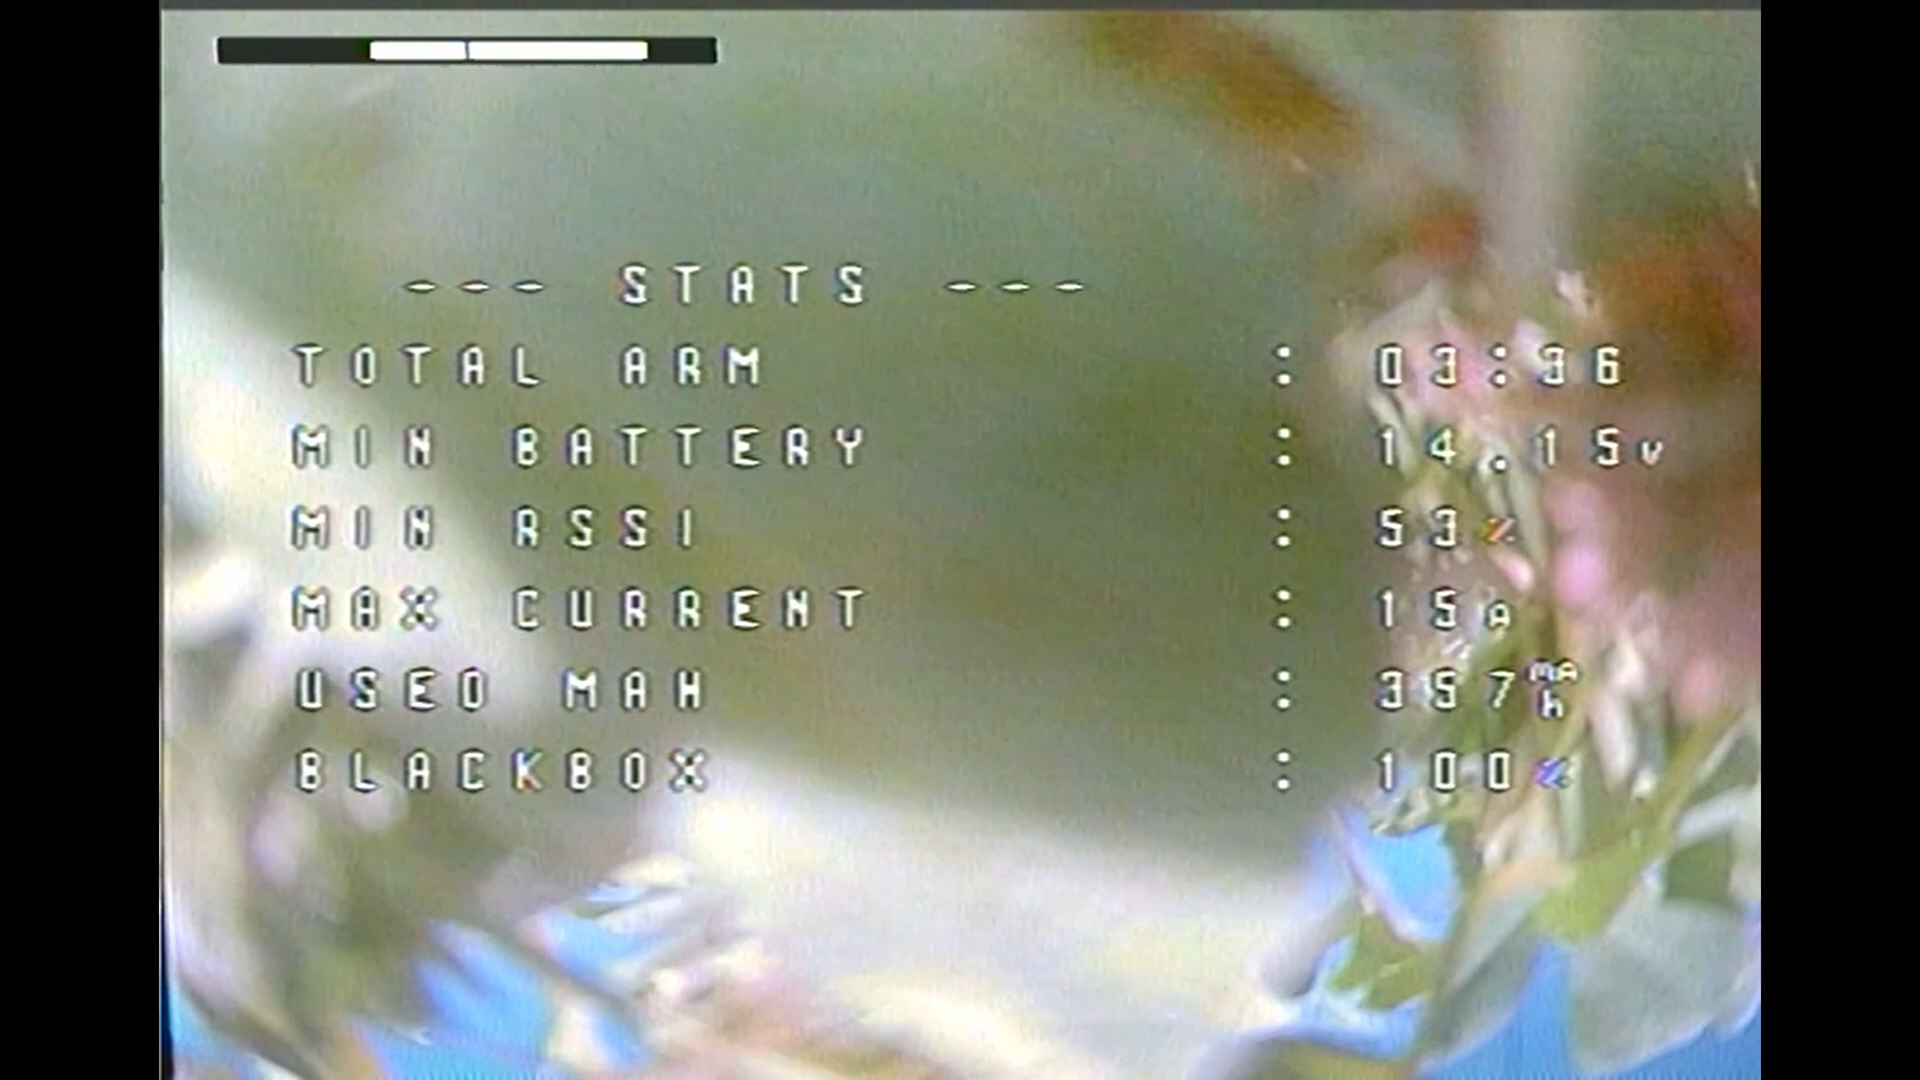 --- STATS ---
TOTAL ARM : 03:36
MIN BATTERY : 14.15V
MIN RSSI : 53%
MAX CURRENT : 15A
USED MAH : 357mAh
BLACKBOX : 100%